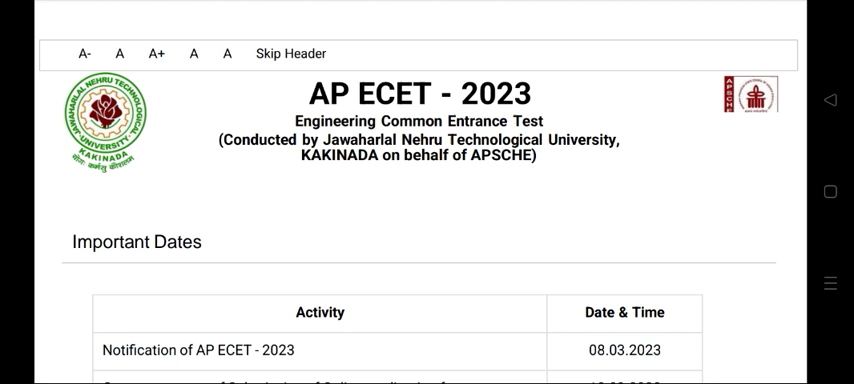 A- A A+ A A Skip Header
AP ECET - 2023
Engineering Common Entrance Test
(Conducted by Jawaharlal Nehru Technological University,
KAKINADA on behalf of APSCHE)
JAWAHARLAL NEHRU TECHNOLOGICAL UNIVERSITY
KAKINADA
APSCHE
Important Dates
Activity Date & Time
Notification of AP ECET - 2023 08.03.2023